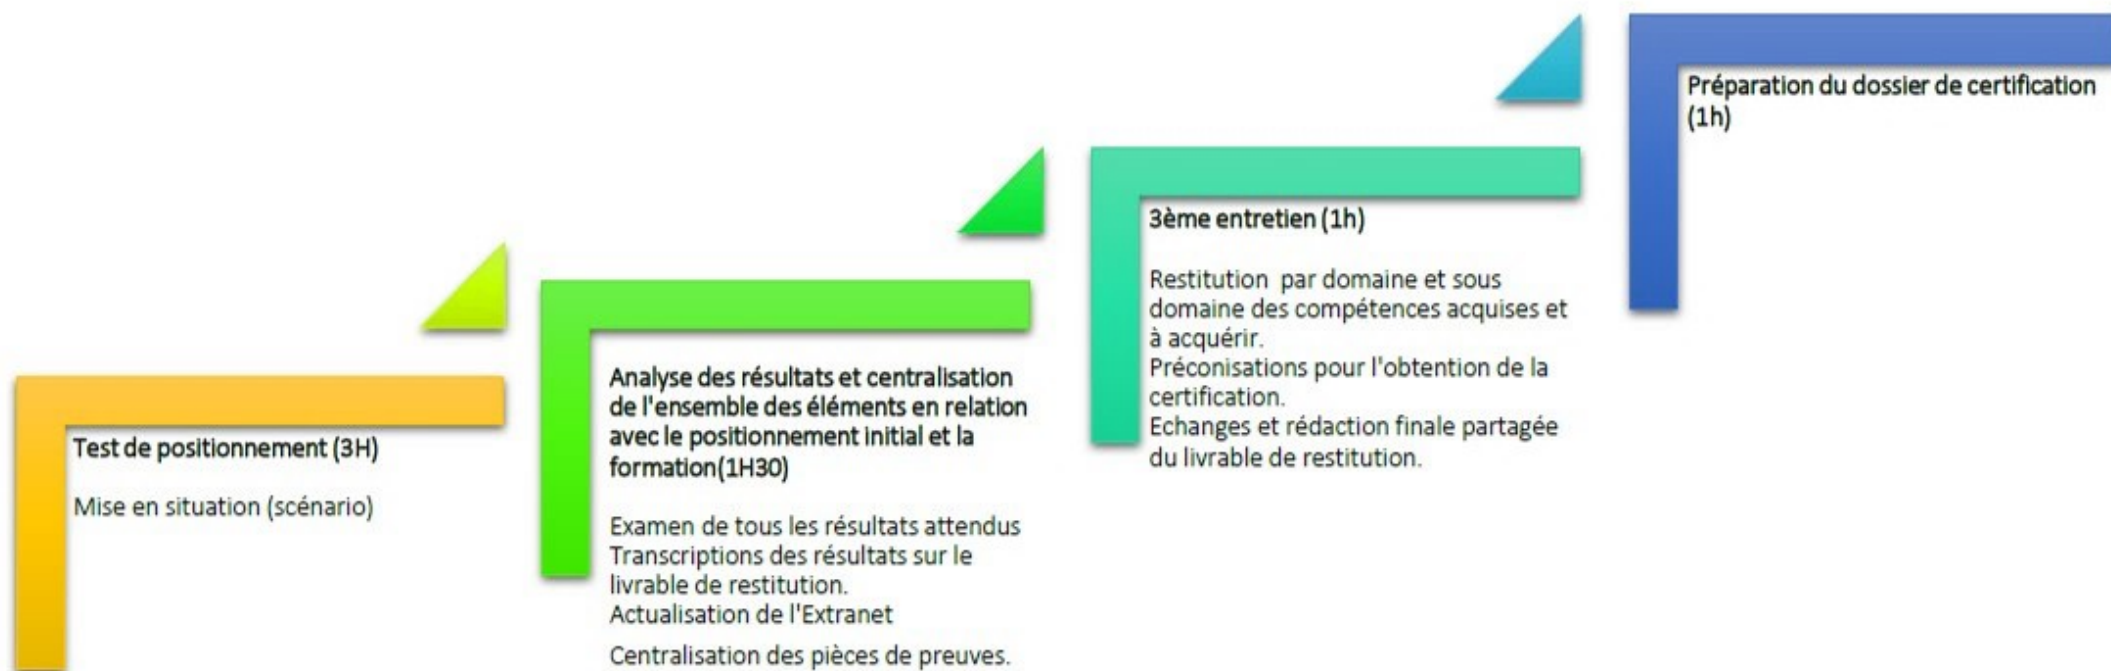 Test de positionnement (3H)
Mise en situation (scénario)
Analyse des résultats et centralisation
de l'ensemble des éléments en relation
avec le positionnement initial et la
formation(1H30)
Examen de tous les résultats attendus
Transcriptions des résultats sur le
livrable de restitution.
Actualisation de l'Extranet
Centralisation des pièces de preuves.
3ème entretien (1h)
Restitution  par domaine et sous
domaine des compétences acquises et
à acquérir.
Préconisations pour l'obtention de la
certification.
Echanges et rédaction finale partagée
du livrable de restitution.
Préparation du dossier de certification
(1h)